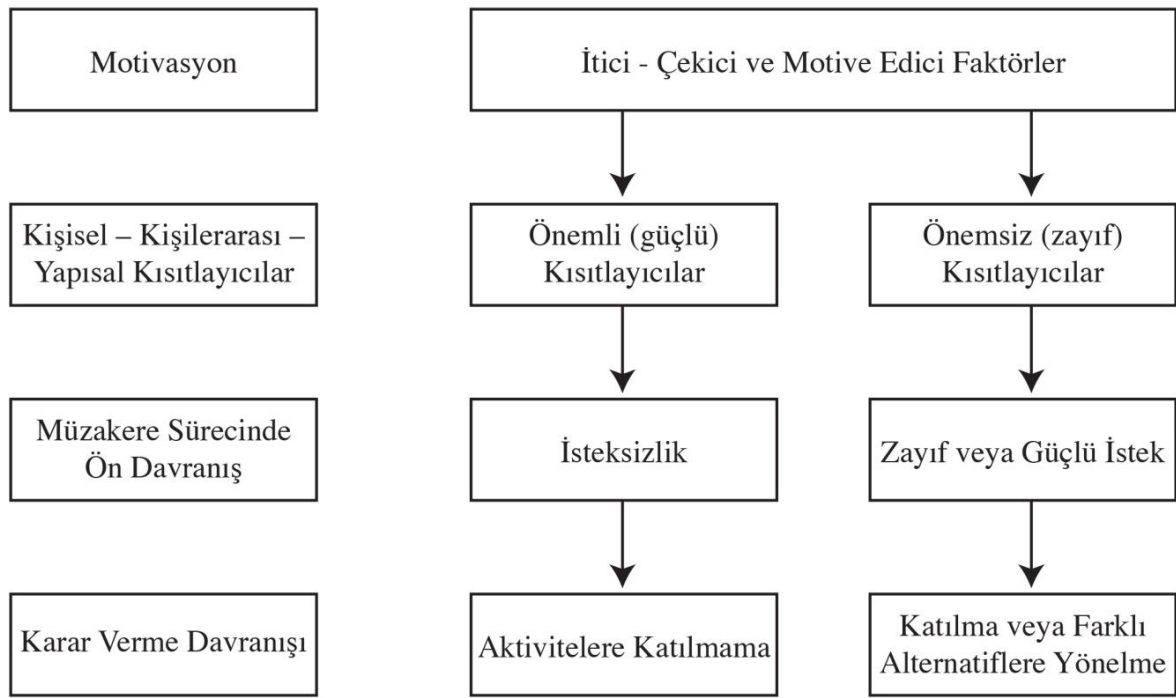 Motivasyon
İtici - Çekici ve Motive Edici Faktörler
Kişisel – Kişilerarası –
Yapısal Kısıtlayıcılar
Önemli (güçlü)
Kısıtlayıcılar
Önemsiz (zayıf)
Kısıtlayıcılar
Müzakere Sürecinde
Ön Davranış
İsteksizlik
Zayıf veya Güçlü İstek
Karar Verme Davranışı
Aktivitelere Katılmama
Katılma veya Farklı
Alternatiflere Yönelme